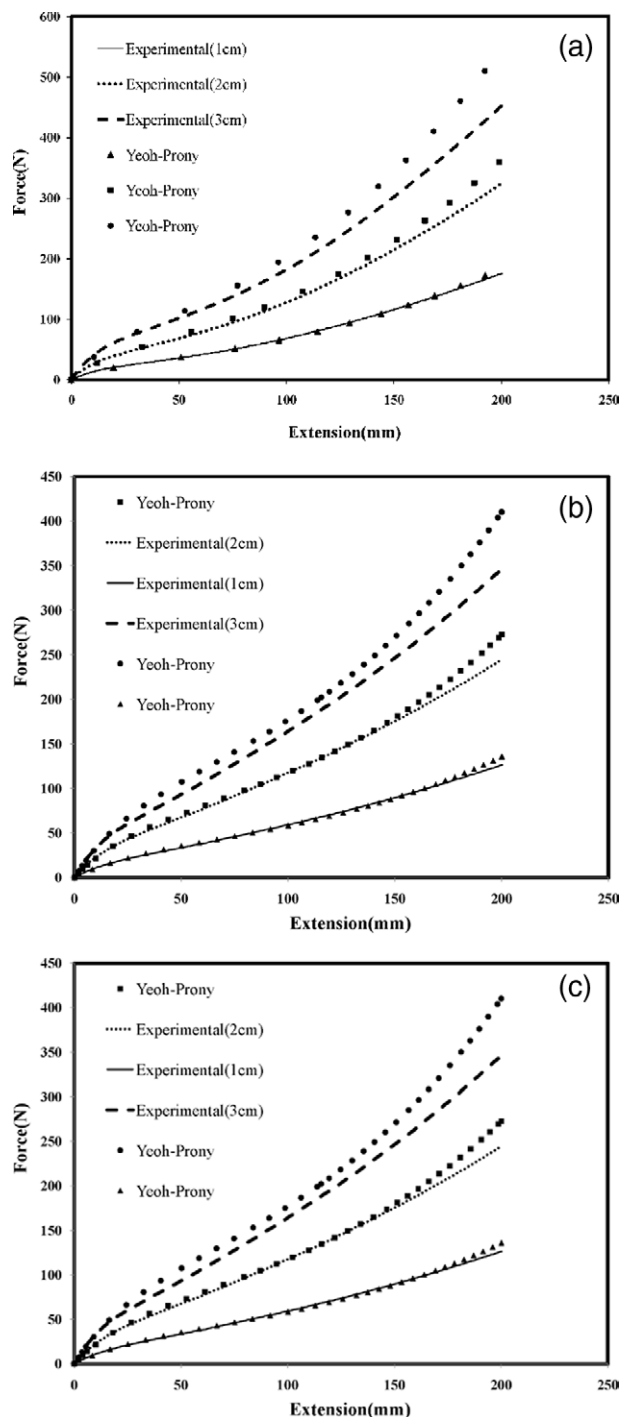 600
(a)
Experimental(1cm)
500
Experimental(2cm)
Experimental(3cm)
400
Yeoh-Prony
Yeoh-Prony
300
Yeoh-Prony
200
100
0
Force(N)
0 50 100 150 200 250
Extension(mm)
450
(b)
Yeoh-Prony
400
Experimental(2cm)
350
Experimental(1cm)
300
Experimental(3cm)
250
Yeoh-Prony
200
Yeoh-Prony
150
100
50
0
Force(N)
0 50 100 150 200 250
Extension(mm)
450
(c)
Yeoh-Prony
400
Experimental(2cm)
350
Experimental(1cm)
300
Experimental(3cm)
250
Yeoh-Prony
200
Yeoh-Prony
150
100
50
0
Force(N)
0 50 100 150 200 250
Extension(mm)